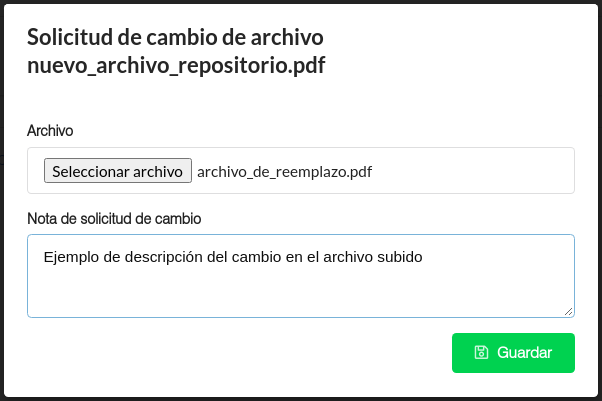 Solicitud de cambio de archivo
nuevo_archivo_repositorio.pdf
Archivo
Seleccionar archivo archivo_de_reemplazo.pdf
Nota de solicitud de cambio
Ejemplo de descripción del cambio en el archivo subido
Guardar